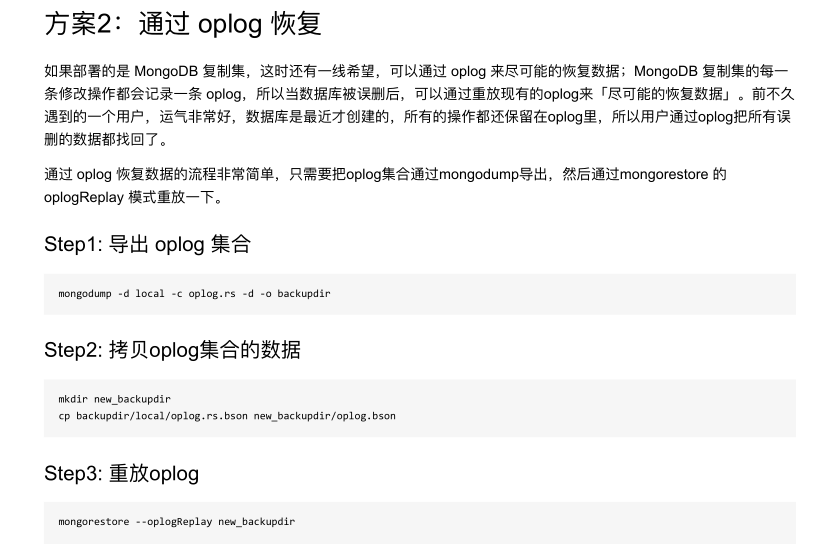 方案2：通过 oplog 恢复
如果部署的是 MongoDB 复制集，这时还有一线希望，可以通过 oplog 来尽可能的恢复数据；MongoDB 复制集的每一
条修改操作都会记录一条 oplog，所以当数据库被误删后，可以通过重放现有的oplog来「尽可能的恢复数据」。前不久
遇到的一个用户，运气非常好，数据库是最近才创建的，所有的操作都还保留在oplog里，所以用户通过oplog把所有误
删的数据都找回了。
通过 oplog 恢复数据的流程非常简单，只需要把oplog集合通过mongodump导出，然后通过mongorestore 的
oplogReplay 模式重放一下。
Step1: 导出 oplog 集合
mongodump -d local -c oplog.rs -d -o backupdir
Step2: 拷贝oplog集合的数据
mkdir new_backupdir
cp backupdir/local/oplog.rs.bson new_backupdir/oplog.bson
Step3: 重放oplog
mongorestore --oplogReplay new_backupdir